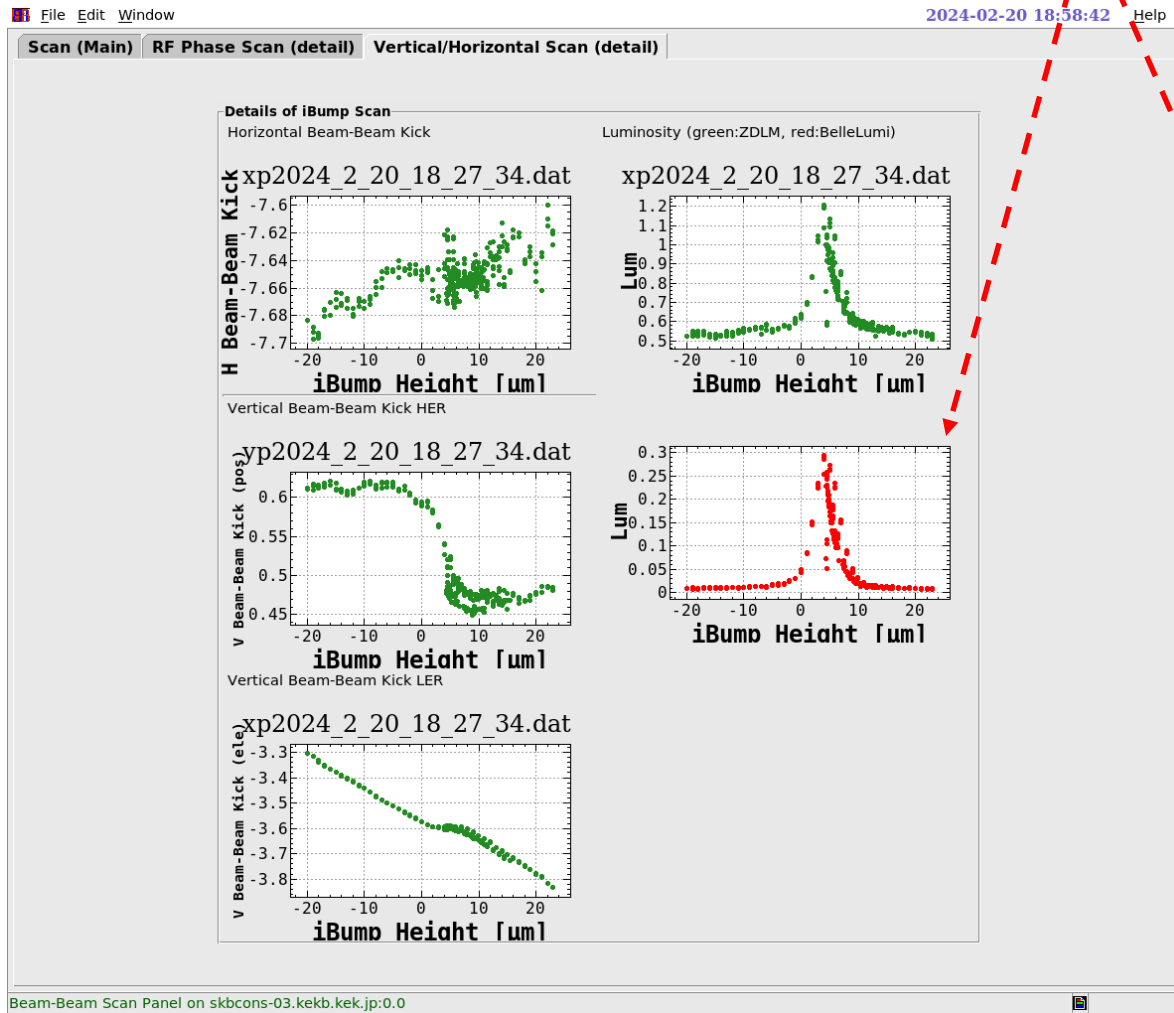 File Edit Window 2024-02-20 18:58:42 Help
Scan (Main) RF Phase Scan (detail) Vertical/Horizontal Scan (detail)
Details of iBump Scan
Horizontal Beam-Beam Kick
xp2024_2_20_18_27_34.dat
H Beam-Beam Kick
-7.6
-7.62
-7.64
-7.66
-7.68
-7.7
-20 -10 0 10 20
iBump Height [µm]
Luminosity (green:ZDLM, red:BelleLumi)
xp2024_2_20_18_27_34.dat
Lum
1.2
1.1
1
0.9
0.8
0.7
0.6
0.5
-20 -10 0 10 20
iBump Height [µm]
Vertical Beam-Beam Kick HER
yp2024_2_20_18_27_34.dat
V Beam-Beam Kick (pos)
0.6
0.55
0.5
0.45
-20 -10 0 10 20
iBump Height [µm]
Lum
0.3
0.25
0.2
0.15
0.1
0.05
0
-20 -10 0 10 20
iBump Height [µm]
Vertical Beam-Beam Kick LER
xp2024_2_20_18_27_34.dat
V Beam-Beam Kick (ele)
-3.3
-3.4
-3.5
-3.6
-3.7
-3.8
-20 -10 0 10 20
iBump Height [µm]
Beam-Beam Scan Panel on skbcons-03.kekb.kek.jp:0.0